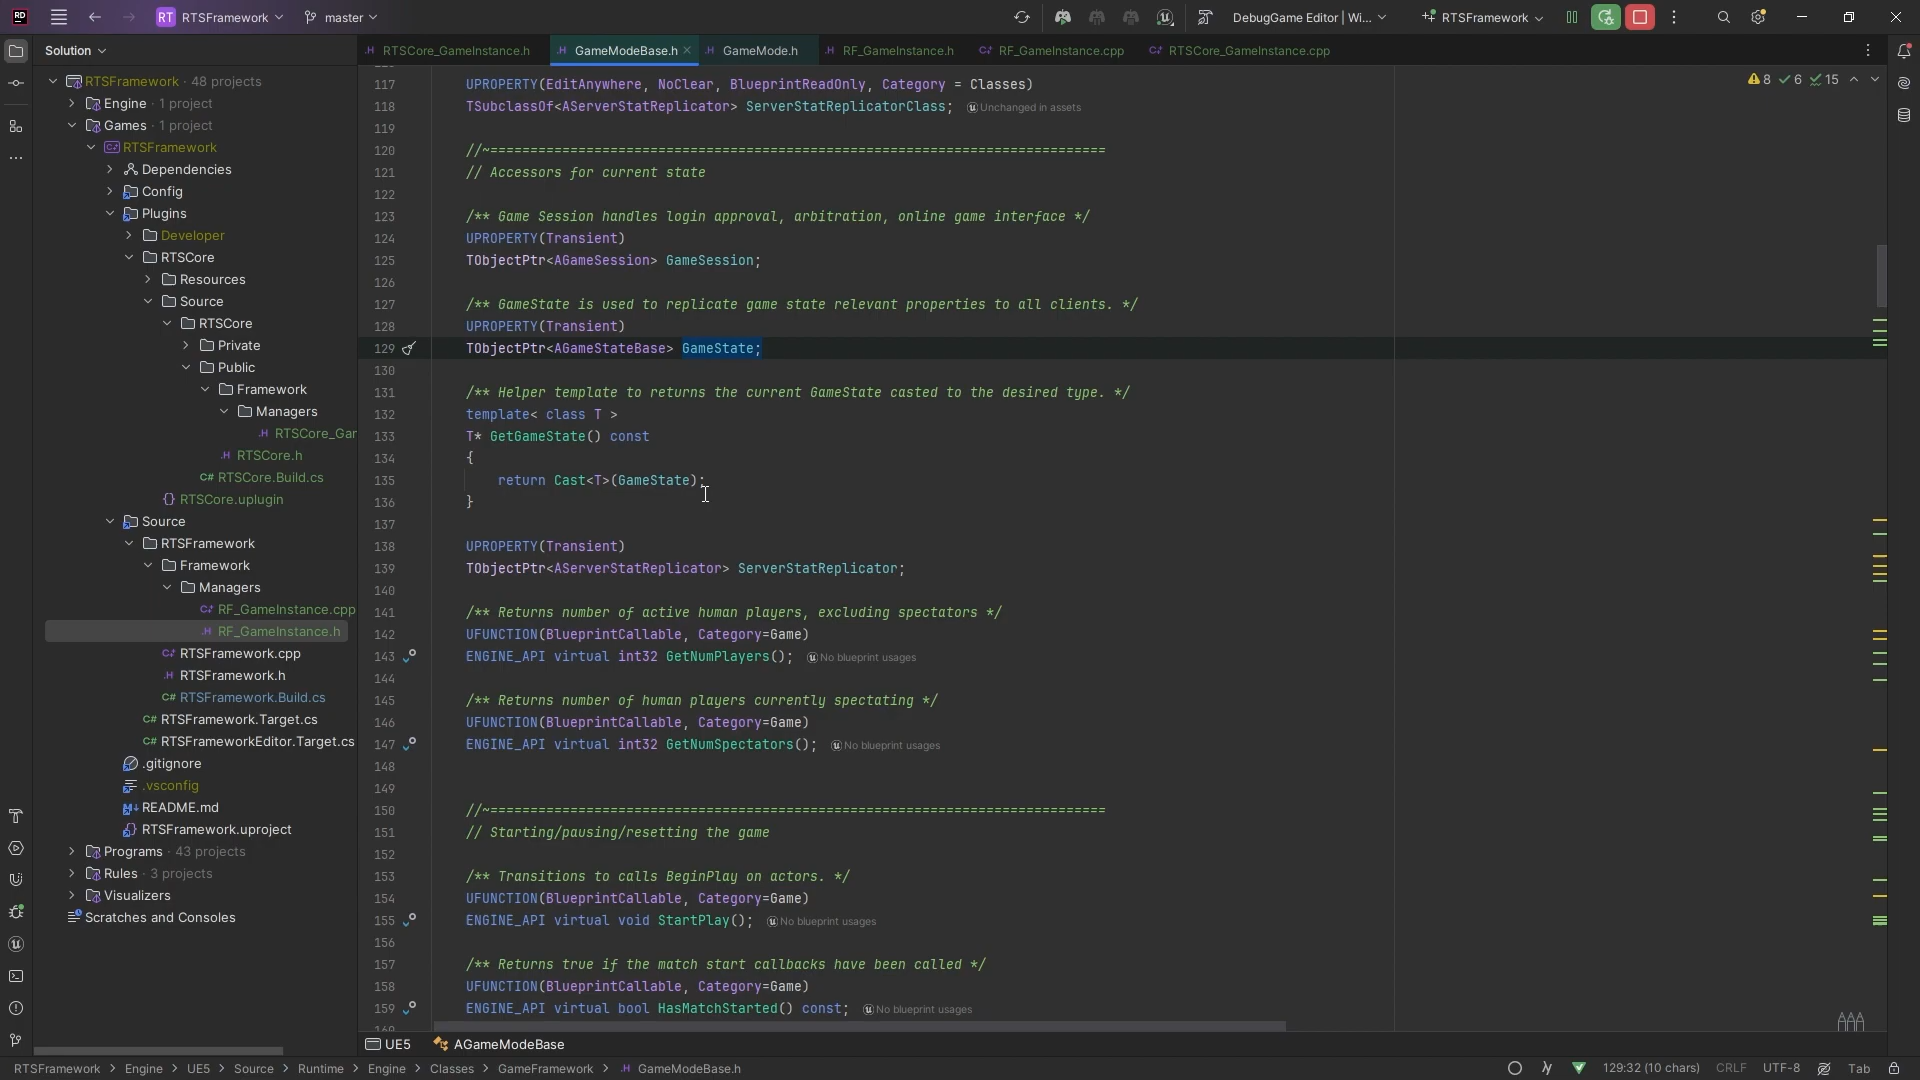 RD RT RTSFramework master DebugGame Editor | Wi... RTSFramework
Solution
RTSCore_GameInstance.h GameModeBase.h GameMode.h RF_GameInstance.h RF_GameInstance.cpp RTSCore_GameInstance.cpp
RTSFramework · 48 projects
Engine · 1 project
Games · 1 project
RTSFramework
Dependencies
Config
Plugins
Developer
RTSCore
Resources
Source
RTSCore
Private
Public
Framework
Managers
RTSCore_Gar
RTSCore.h
RTSCore.Build.cs
RTSCore.uplugin
Source
RTSFramework
Framework
Managers
RF_GameInstance.cpp
RF_GameInstance.h
RTSFramework.cpp
RTSFramework.h
RTSFramework.Build.cs
RTSFramework.Target.cs
RTSFrameworkEditor.Target.cs
.gitignore
.vsconfig
README.md
RTSFramework.uproject
Programs · 43 projects
Rules · 3 projects
Visualizers
Scratches and Consoles
8 6 15
117 UPROPERTY(EditAnywhere, NoClear, BlueprintReadOnly, Category = Classes)
118 TSubclassOf<AServerStatReplicator> ServerStatReplicatorClass; Unchanged in assets
119
120 //~=============================================================================
121 // Accessors for current state
122
123 /** Game Session handles login approval, arbitration, online game interface */
124 UPROPERTY(Transient)
125 TObjectPtr<AGameSession> GameSession;
126
127 /** GameState is used to replicate game state relevant properties to all clients. */
128 UPROPERTY(Transient)
129 TObjectPtr<AGameStateBase> GameState;
130
131 /** Helper template to returns the current GameState casted to the desired type. */
132 template< class T >
133 T* GetGameState() const
134 {
135 return Cast<T>(GameState);
136 }
137
138 UPROPERTY(Transient)
139 TObjectPtr<AServerStatReplicator> ServerStatReplicator;
140
141 /** Returns number of active human players, excluding spectators */
142 UFUNCTION(BlueprintCallable, Category=Game)
143 ENGINE_API virtual int32 GetNumPlayers(); No blueprint usages
144
145 /** Returns number of human players currently spectating */
146 UFUNCTION(BlueprintCallable, Category=Game)
147 ENGINE_API virtual int32 GetNumSpectators(); No blueprint usages
148
149
150 //~=============================================================================
151 // Starting/pausing/resetting the game
152
153 /** Transitions to calls BeginPlay on actors. */
154 UFUNCTION(BlueprintCallable, Category=Game)
155 ENGINE_API virtual void StartPlay(); No blueprint usages
156
157 /** Returns true if the match start callbacks have been called */
158 UFUNCTION(BlueprintCallable, Category=Game)
159 ENGINE_API virtual bool HasMatchStarted() const; No blueprint usages
UE5 AGameModeBase
RTSFramework > Engine > UE5 > Source > Runtime > Engine > Classes > GameFramework > GameModeBase.h 129:32 (10 chars) CRLF UTF-8 Tab